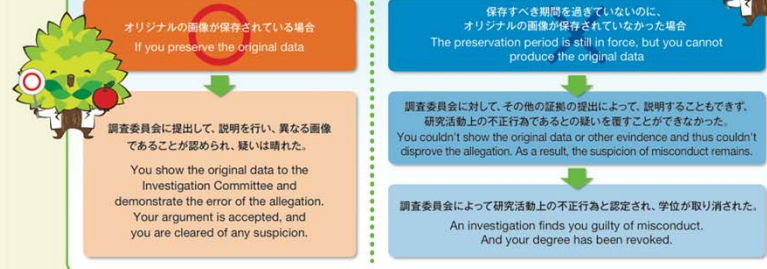 オリジナルの画像が保存されている場合
If you preserve the original data
調査委員会に提出して、説明を行い、異なる画像
であることが認められ、疑いは晴れた。
You show the original data to the
Investigation Committee and
demonstrate the error of the allegation.
Your argument is accepted, and
you are cleared of any suspicion.
保存すべき期間を過ぎていないのに、
オリジナルの画像が保存されていなかった場合
The preservation period is still in force, but you cannot
produce the original data
調査委員会に対して、その他の証拠の提出によって、説明することもできず、
研究活動上の不正行為であるとの疑いを覆すことができなかった。
You couldn't show the original data or other evindence and thus couldn't
disprove the allegation. As a result, the suspicion of misconduct remains.
調査委員会によって研究活動上の不正行為と認定され、学位が取り消された。
An investigation finds you guilty of misconduct.
And your degree has been revoked.